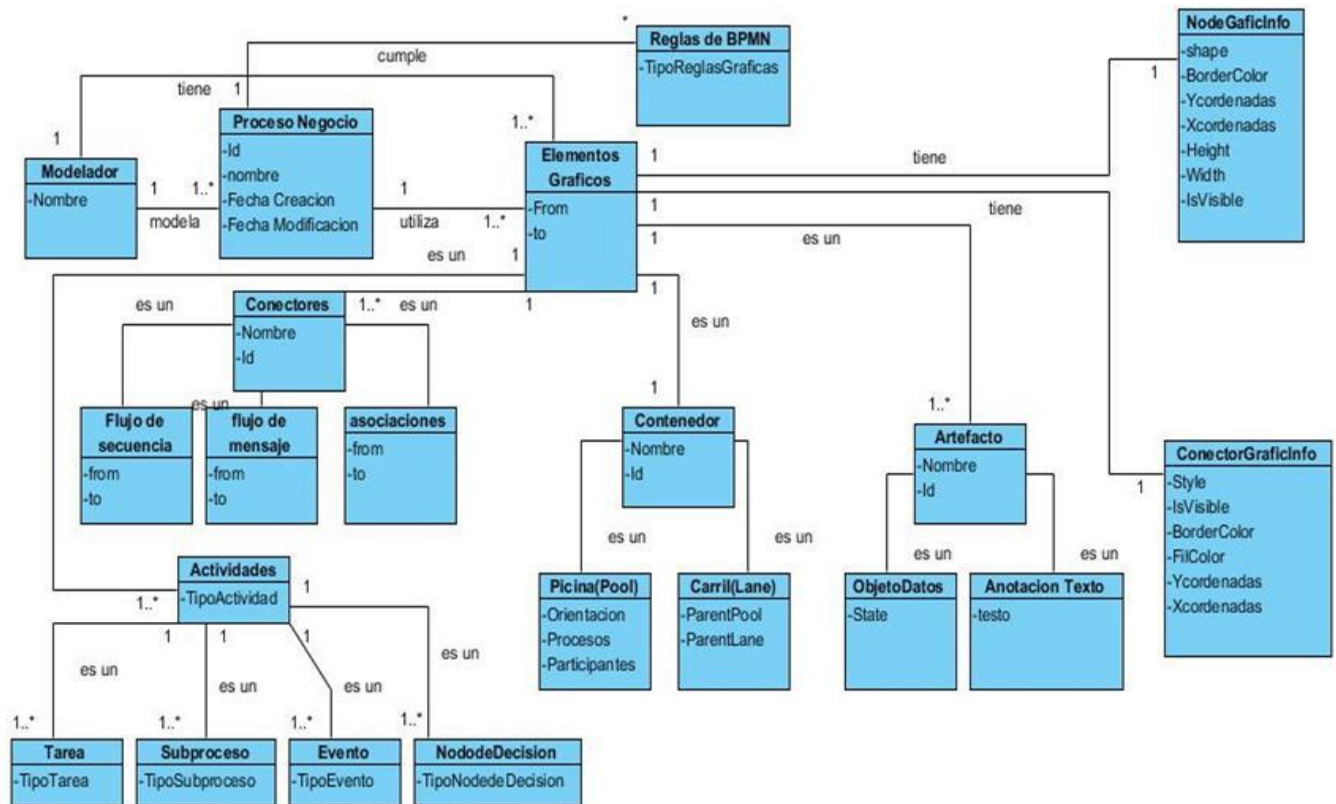 *
Reglas de BPMN
-TipoReglasGraficas
NodeGaficInfo
-shape
-BorderColor
-Ycordenadas
-Xcordenadas
-Height
-Width
-IsVisible
cumple
tiene
1
1
1
1..*
Proceso Negocio
-Id
-nombre
-Fecha Creacion
-Fecha Modificacion
Modelador
-Nombre
1
1..*
modela
1
utiliza
1..*
Elementos
Graficos
-From
-to
1
tiene
1
tiene
1
es un
es un
1
1
1
es un
Conectores
-Nombre
-Id
1..*
es un
es un
es un
Flujo de
secuencia
-from
-to
flujo de
mensaje
-from
-to
asociaciones
-from
-to
1
Contenedor
-Nombre
-Id
1..*
Artefacto
-Nombre
-Id
1
ConectorGraficInfo
-Style
-IsVisible
-BorderColor
-FilColor
-Ycordenadas
-Xcordenadas
es un
es un
es un
es un
Picina(Pool)
-Orientacion
-Procesos
-Participantes
Carril(Lane)
-ParentPool
-ParentLane
ObjetoDatos
-State
Anotacion Texto
-testo
Actividades
-TipoActividad
1..*
1
1
1
1
es un
es un
es un
es un
1..*
1..*
1..*
1..*
Tarea
-TipoTarea
Subproceso
-TipoSubproceso
Evento
-TipoEvento
NododeDecision
-TipoNodedeDecision